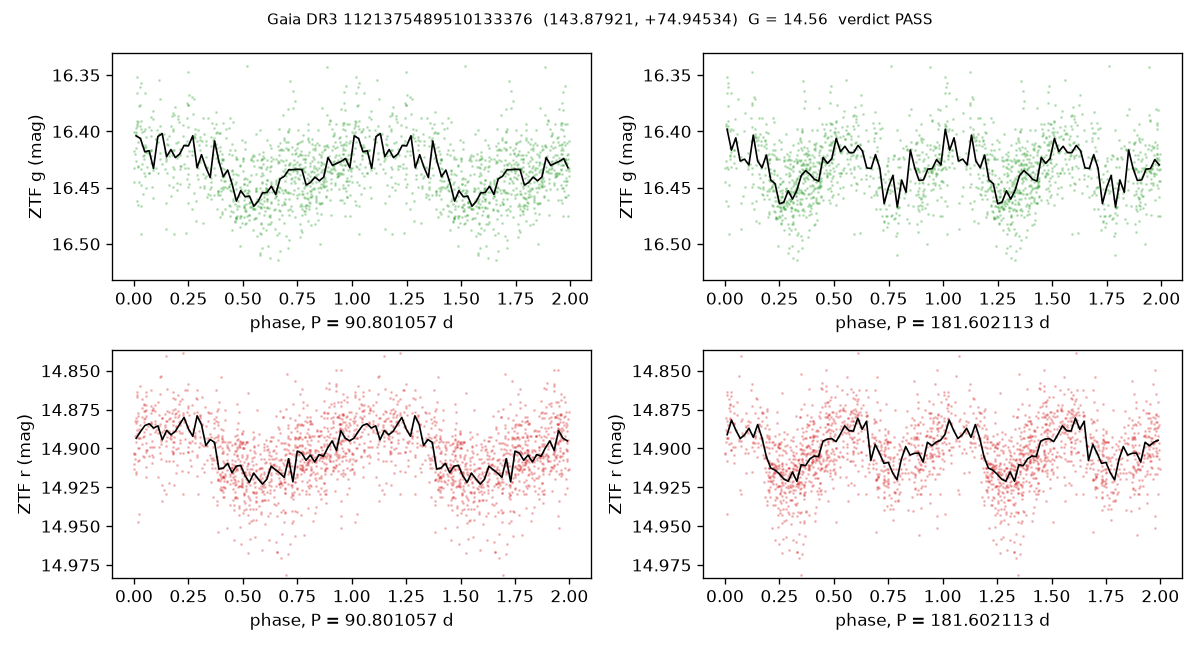 Gaia DR3 1121375489510133376  (143.87921, +74.94534)  G = 14.56  verdict PASS
ZTF g (mag)
16.35
16.40
16.45
16.50
0.00 0.25 0.50 0.75 1.00 1.25 1.50 1.75 2.00
phase, P = 90.801057 d
ZTF g (mag)
16.35
16.40
16.45
16.50
0.00 0.25 0.50 0.75 1.00 1.25 1.50 1.75 2.00
phase, P = 181.602113 d
ZTF r (mag)
14.850
14.875
14.900
14.925
14.950
14.975
0.00 0.25 0.50 0.75 1.00 1.25 1.50 1.75 2.00
phase, P = 90.801057 d
ZTF r (mag)
14.850
14.875
14.900
14.925
14.950
14.975
0.00 0.25 0.50 0.75 1.00 1.25 1.50 1.75 2.00
phase, P = 181.602113 d